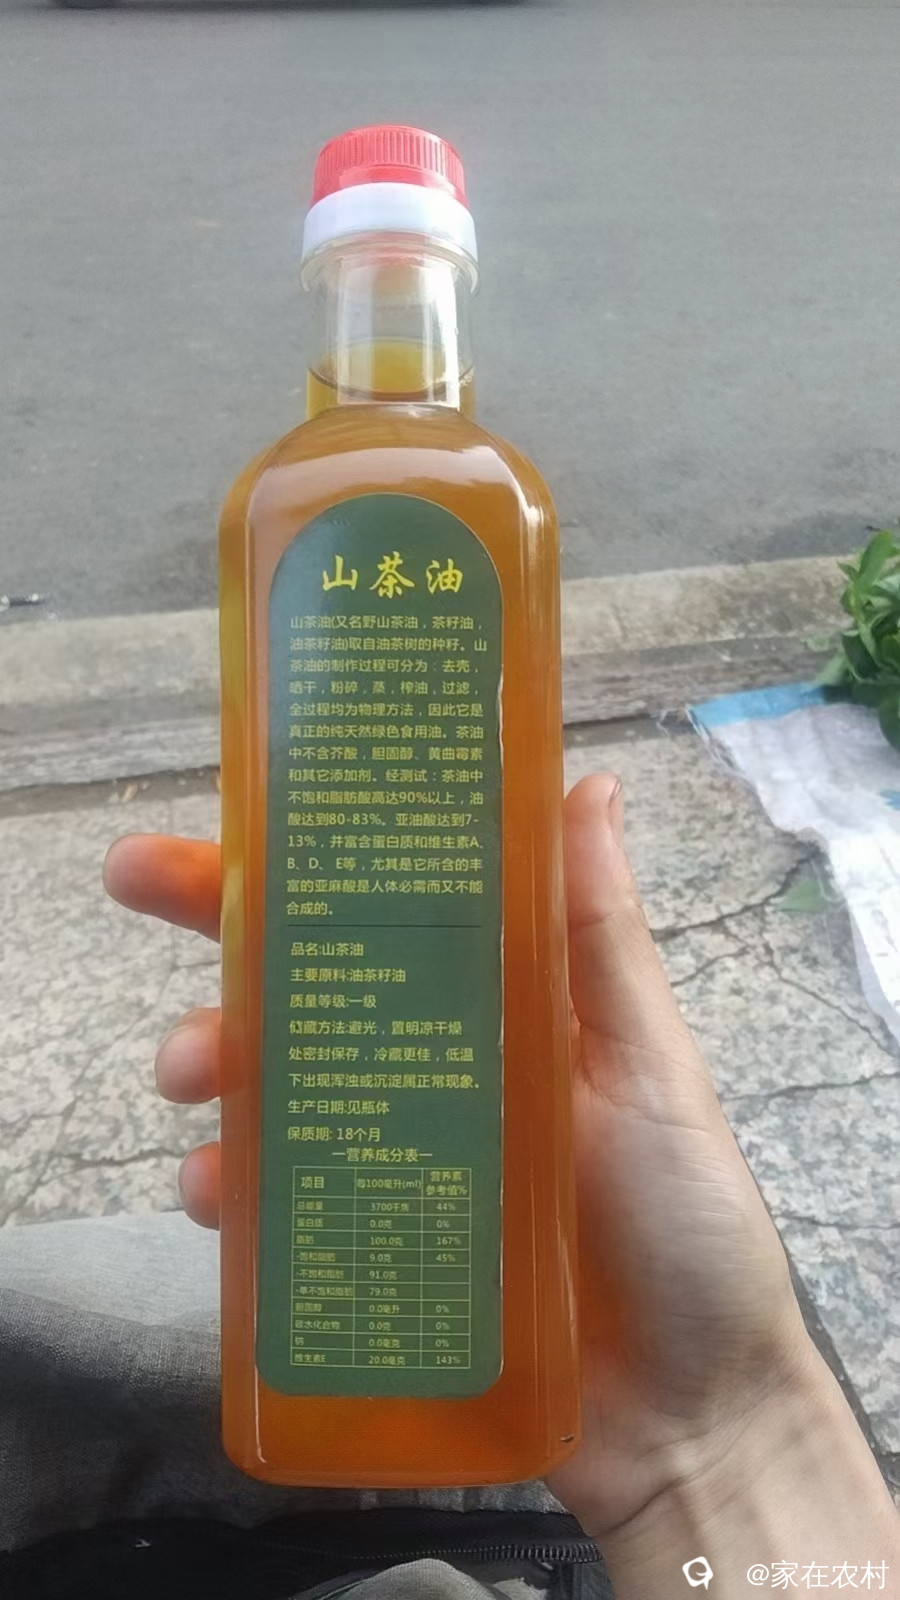 山茶油
山茶油(又名野山茶油，茶籽油，
油茶籽油)取自油茶树的种籽。山
茶油的制作过程可分为：去壳，
晒干，粉碎，蒸，榨油，过滤，
全过程均为物理方法，因此它是
真正的纯天然绿色食用油。茶油
中不含芥酸，胆固醇、黄曲霉素
和其它添加剂。经测试：茶油中
不饱和脂肪酸高达90%以上，油
酸达到80-83%。亚油酸达到7-
13%，并富含蛋白质和维生素A、
B、D、E等，尤其是它所含的丰
富的亚麻酸是人体必需而又不能
合成的。
品名:山茶油
主要原料:油茶籽油
质量等级:一级
储藏方法:避光，置明凉干燥
处密封保存，冷藏更佳，低温
下出现浑浊或沉淀属正常现象。
生产日期:见瓶体
保质期: 18个月
一营养成分表一
项目 每100毫升(ml) 营养素参考值%
总能量 3700千焦 44%
蛋白质 0.0克 0%
脂肪 100.0克 167%
-饱和脂肪 9.0克 45%
-不饱和脂肪 91.0克
-单不饱和脂肪 79.0克
胆固醇 0.0毫升 0%
碳水化合物 0.0克 0%
钠 0.0毫克 0%
维生素E 20.0毫克 143%
@家在农村